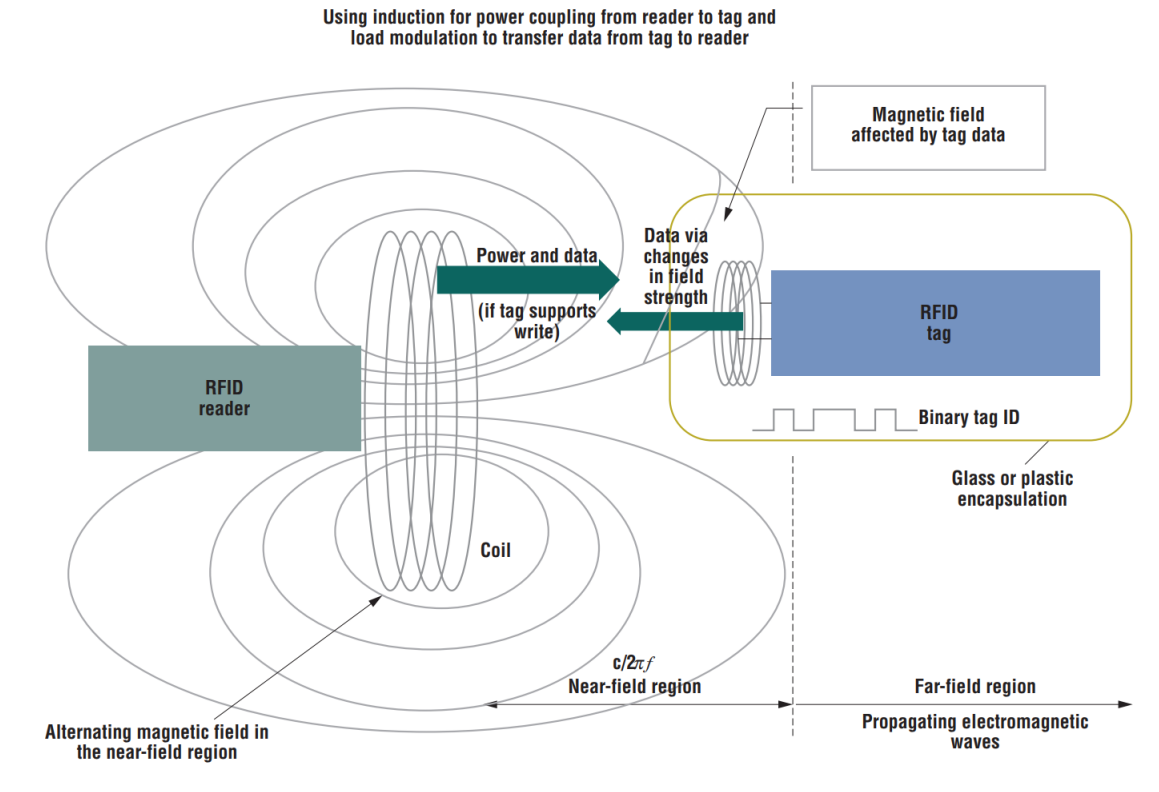 Using induction for power coupling from reader to tag and
load modulation to transfer data from tag to reader
Magnetic field
affected by tag data
Power and data
(if tag supports
write)
Data via
changes
in field
strength
RFID
tag
RFID
reader
Binary tag ID
Glass or plastic
encapsulation
Coil
c/2πf
Near-field region
Far-field region
Propagating electromagnetic
waves
Alternating magnetic field in
the near-field region